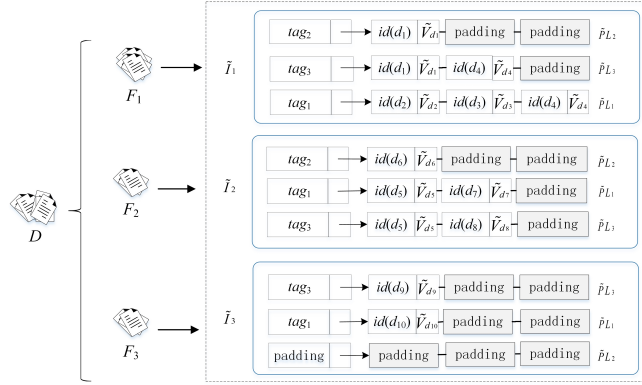 tag₂ id(d₁) Ṽd₁ padding padding p̃L₂
F₁ Ĩ₁ tag₃ id(d₁) Ṽd₁ id(d₄) Ṽd₄ padding p̃L₃
tag₁ id(d₂) Ṽd₂ id(d₃) Ṽd₃ id(d₄) Ṽd₄ p̃L₁
tag₂ id(d₆) Ṽd₆ padding padding p̃L₂
D F₂ Ĩ₂ tag₁ id(d₅) Ṽd₅ id(d₇) Ṽd₇ padding p̃L₁
tag₃ id(d₅) Ṽd₅ id(d₈) Ṽd₈ padding p̃L₃
tag₃ id(d₉) Ṽd₉ padding padding p̃L₃
F₃ Ĩ₃ tag₁ id(d₁₀) Ṽd₁₀ padding padding p̃L₁
padding padding padding padding p̃L₂